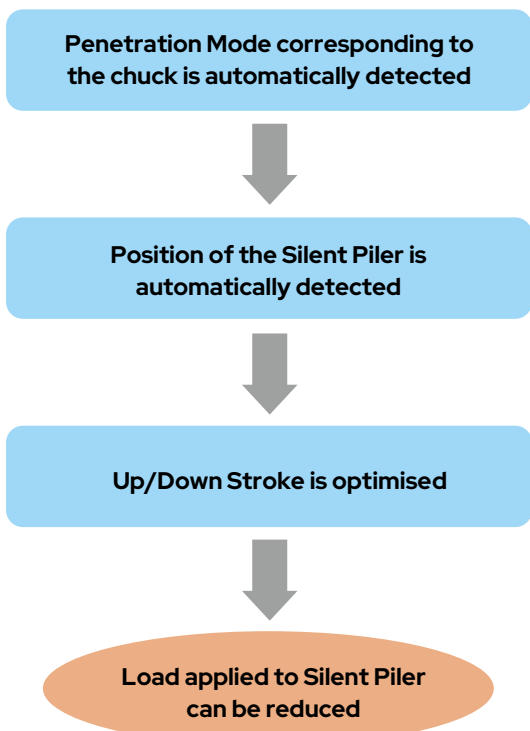 Penetration Mode corresponding to
the chuck is automatically detected
Position of the Silent Piler is
automatically detected
Up/Down Stroke is optimised
Load applied to Silent Piler
can be reduced